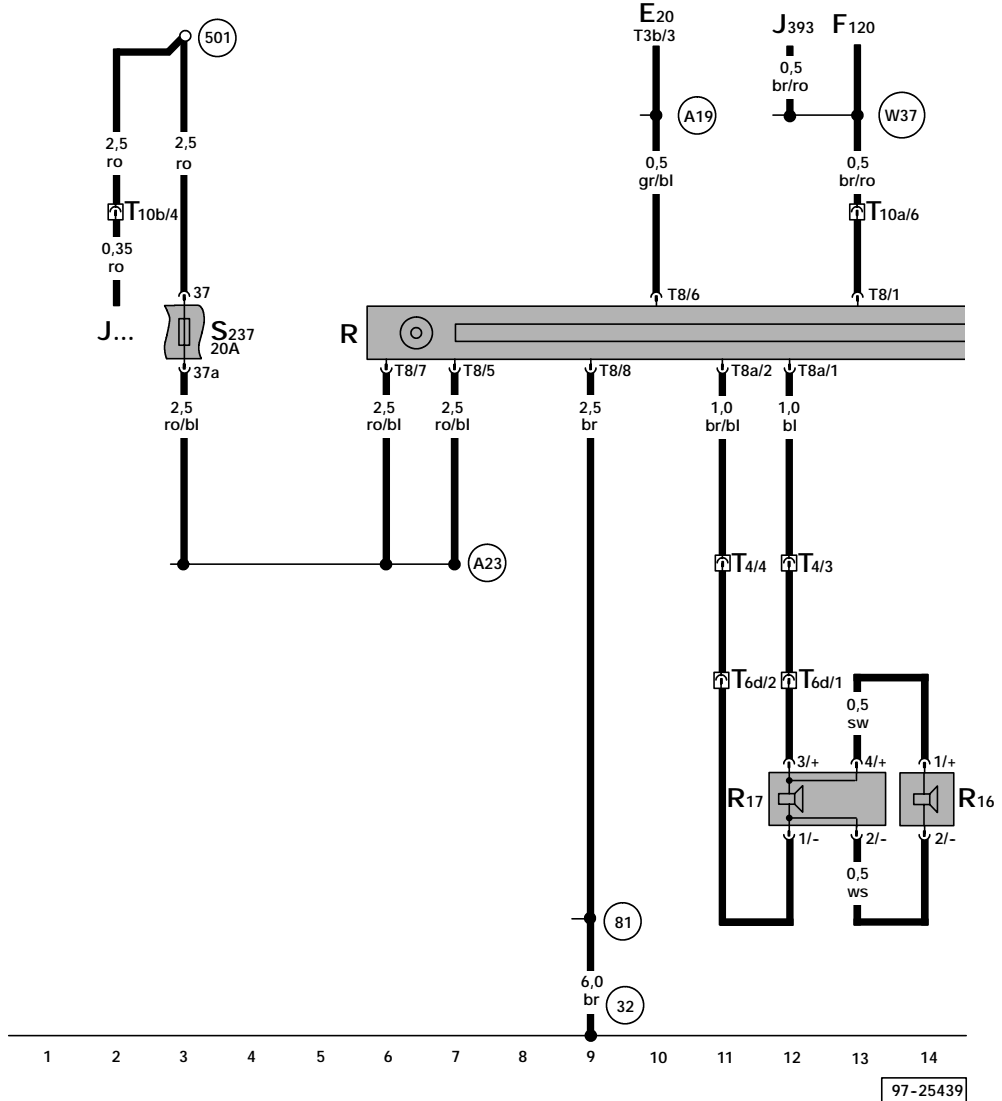 E20
T3b/3
J393
F120
501
0,5
br/ro
A19
W37
2,5
ro
2,5
ro
0,5
gr/bl
0,5
br/ro
T10b/4
T10a/6
0,35
ro
37
T8/6
T8/1
J...
S237
20A
R
37a
T8/7
T8/5
T8/8
T8a/2
T8a/1
2,5
ro/bl
2,5
ro/bl
2,5
ro/bl
2,5
br
1,0
br/bl
1,0
bl
A23
T4/4
T4/3
T6d/2
T6d/1
0,5
sw
3/+
4/+
1/+
R17
R16
1/-
2/-
2/-
0,5
ws
81
6,0
br
32
1 2 3 4 5 6 7 8 9 10 11 12 13 14
97-25439